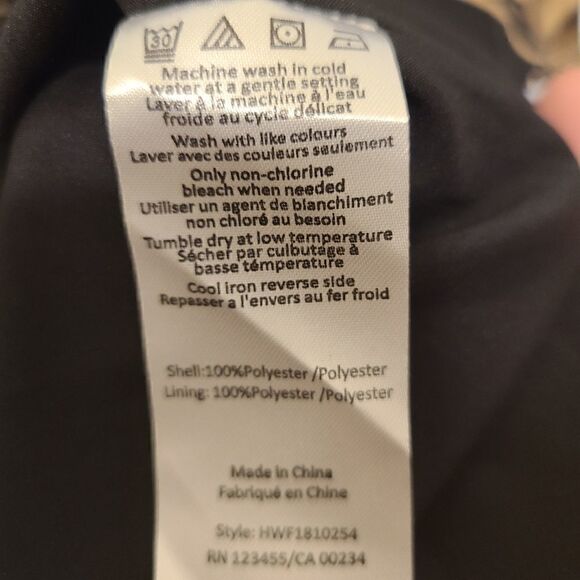 30
Machine wash in cold
water at a gentle setting
Laver à la machine à l'eau
froide au cycle délicat
Wash with like colours
Laver avec des couleurs seulement
Only non-chlorine
bleach when needed
Utiliser un agent de blanchiment
non chloré au besoin
Tumble dry at low temperature
Sécher par culbutage à
basse température
Cool iron reverse side
Repasser a l'envers au fer froid
Shell:100%Polyester /Polyester
Lining: 100%Polyester /Polyester
Made in China
Fabriqué en Chine
Style: HWF1810254
RN 123455/CA 00234